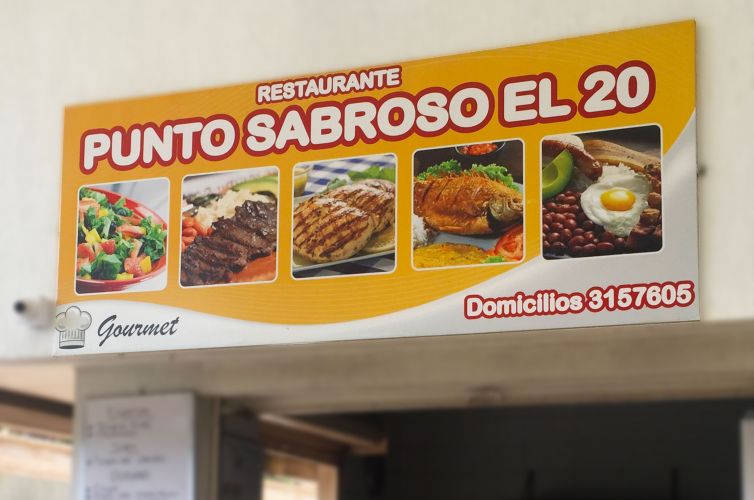 RESTAURANTE
PUNTO SABROSO EL 20
Gourmet
Domicilios 3157605